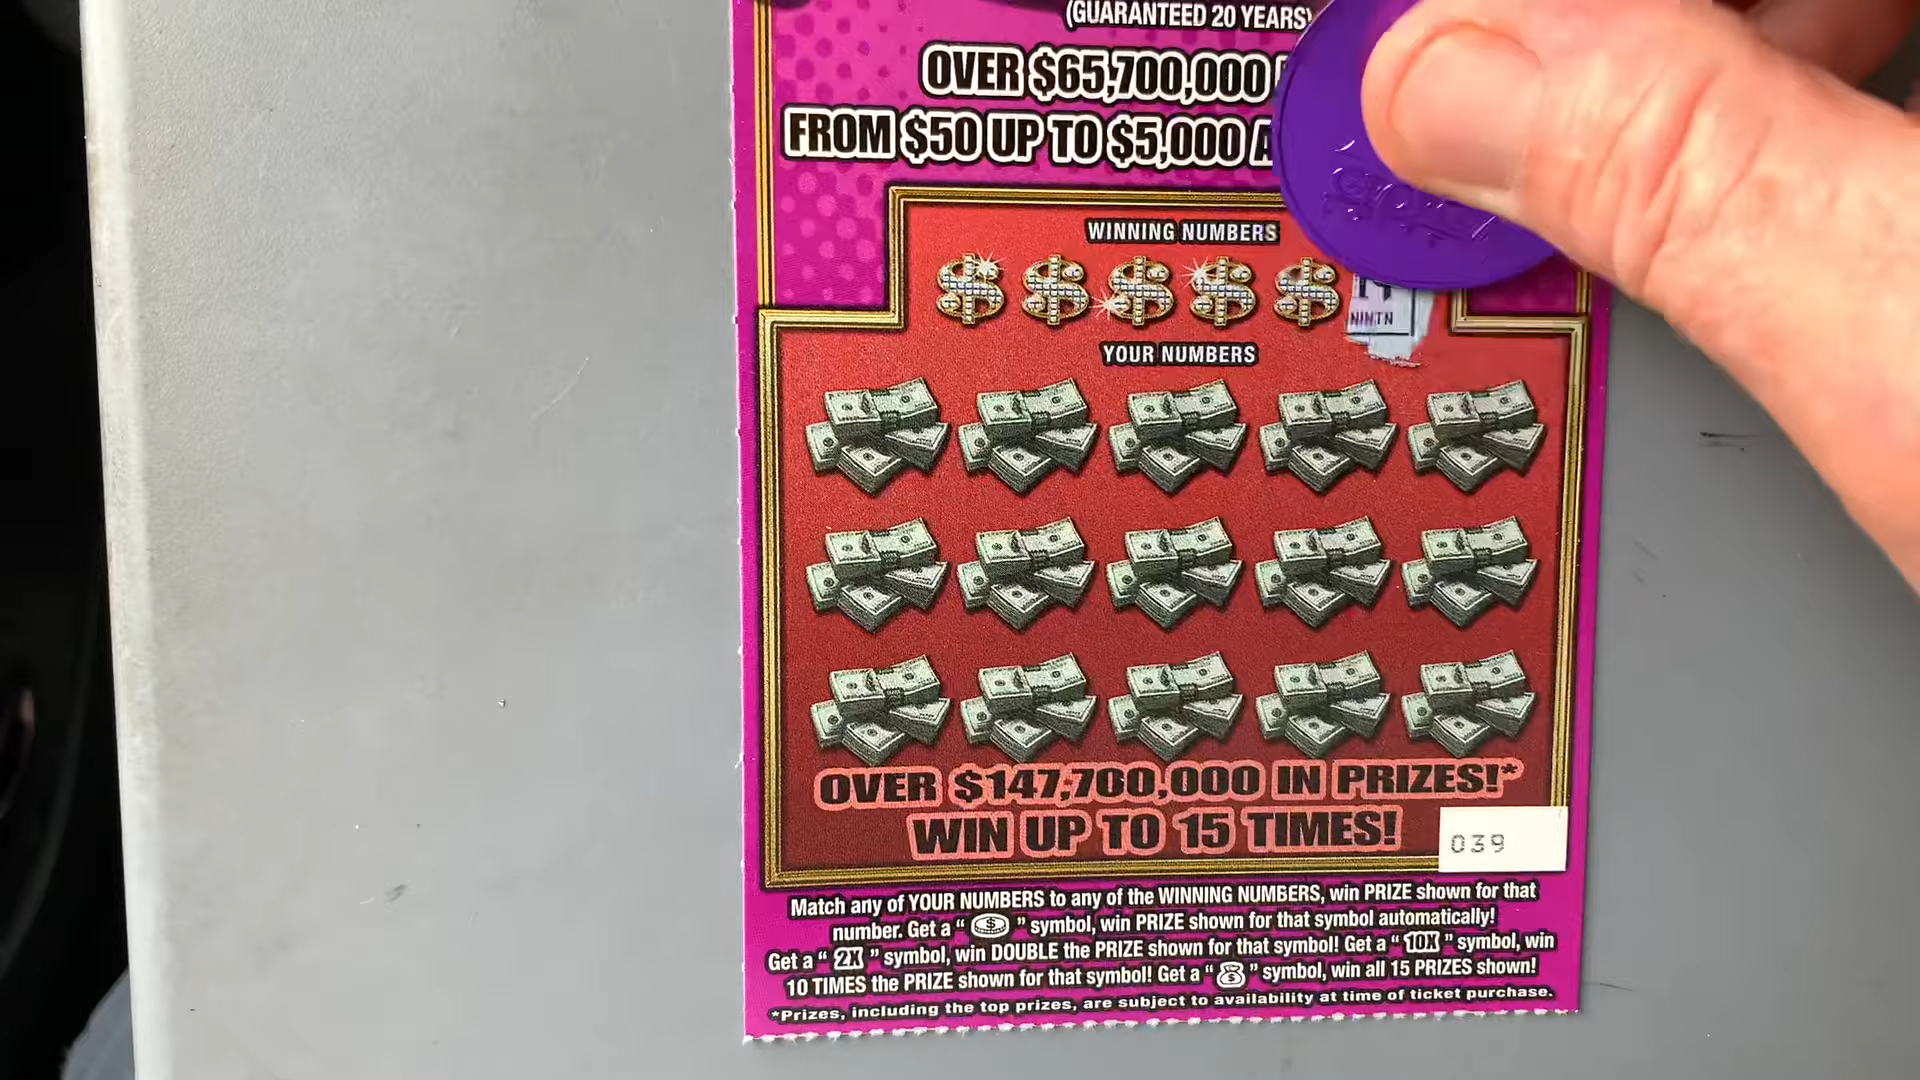 (GUARANTEED 20 YEARS)
OVER $65,700,000
FROM $50 UP TO $5,000
WINNING NUMBERS
NINTN
YOUR NUMBERS
OVER $147,700,000 IN PRIZES!*
WIN UP TO 15 TIMES!
039
Match any of YOUR NUMBERS to any of the WINNING NUMBERS, win PRIZE shown for that
number. Get a " $ " symbol, win PRIZE shown for that symbol automatically!
Get a " 2X " symbol, win DOUBLE the PRIZE shown for that symbol! Get a " 10X " symbol, win
10 TIMES the PRIZE shown for that symbol! Get a " $ " symbol, win all 15 PRIZES shown!
*Prizes, including the top prizes, are subject to availability at time of ticket purchase.